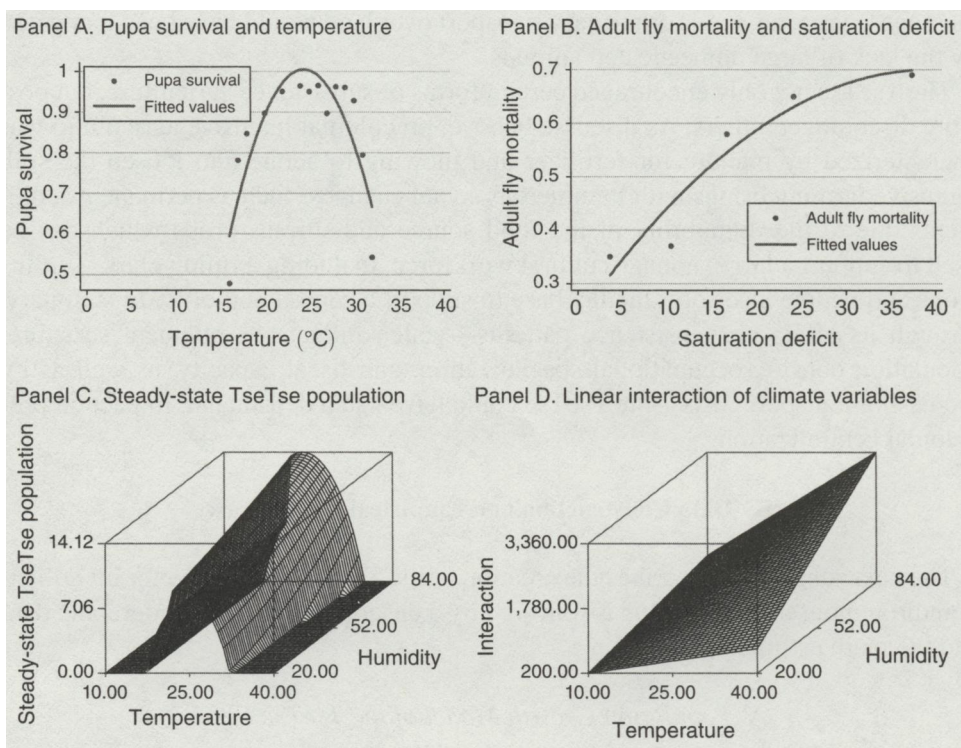 Panel A. Pupa survival and temperature
Pupa survival
1
0.9
0.8
0.7
0.6
0.5
Pupa survival
Fitted values
0 5 10 15 20 25 30 35 40
Temperature (°C)
Panel B. Adult fly mortality and saturation deficit
Adult fly mortality
0.7
0.6
0.5
0.4
0.3
Adult fly mortality
Fitted values
0 5 10 15 20 25 30 35 40
Saturation deficit
Panel C. Steady-state TseTse population
Steady-state TseTse population
14.12
7.06
0.00
10.00
25.00
40.00
Temperature
20.00
52.00
84.00
Humidity
Panel D. Linear interaction of climate variables
Interaction
3,360.00
1,780.00
200.00
10.00
25.00
40.00
Temperature
20.00
52.00
84.00
Humidity